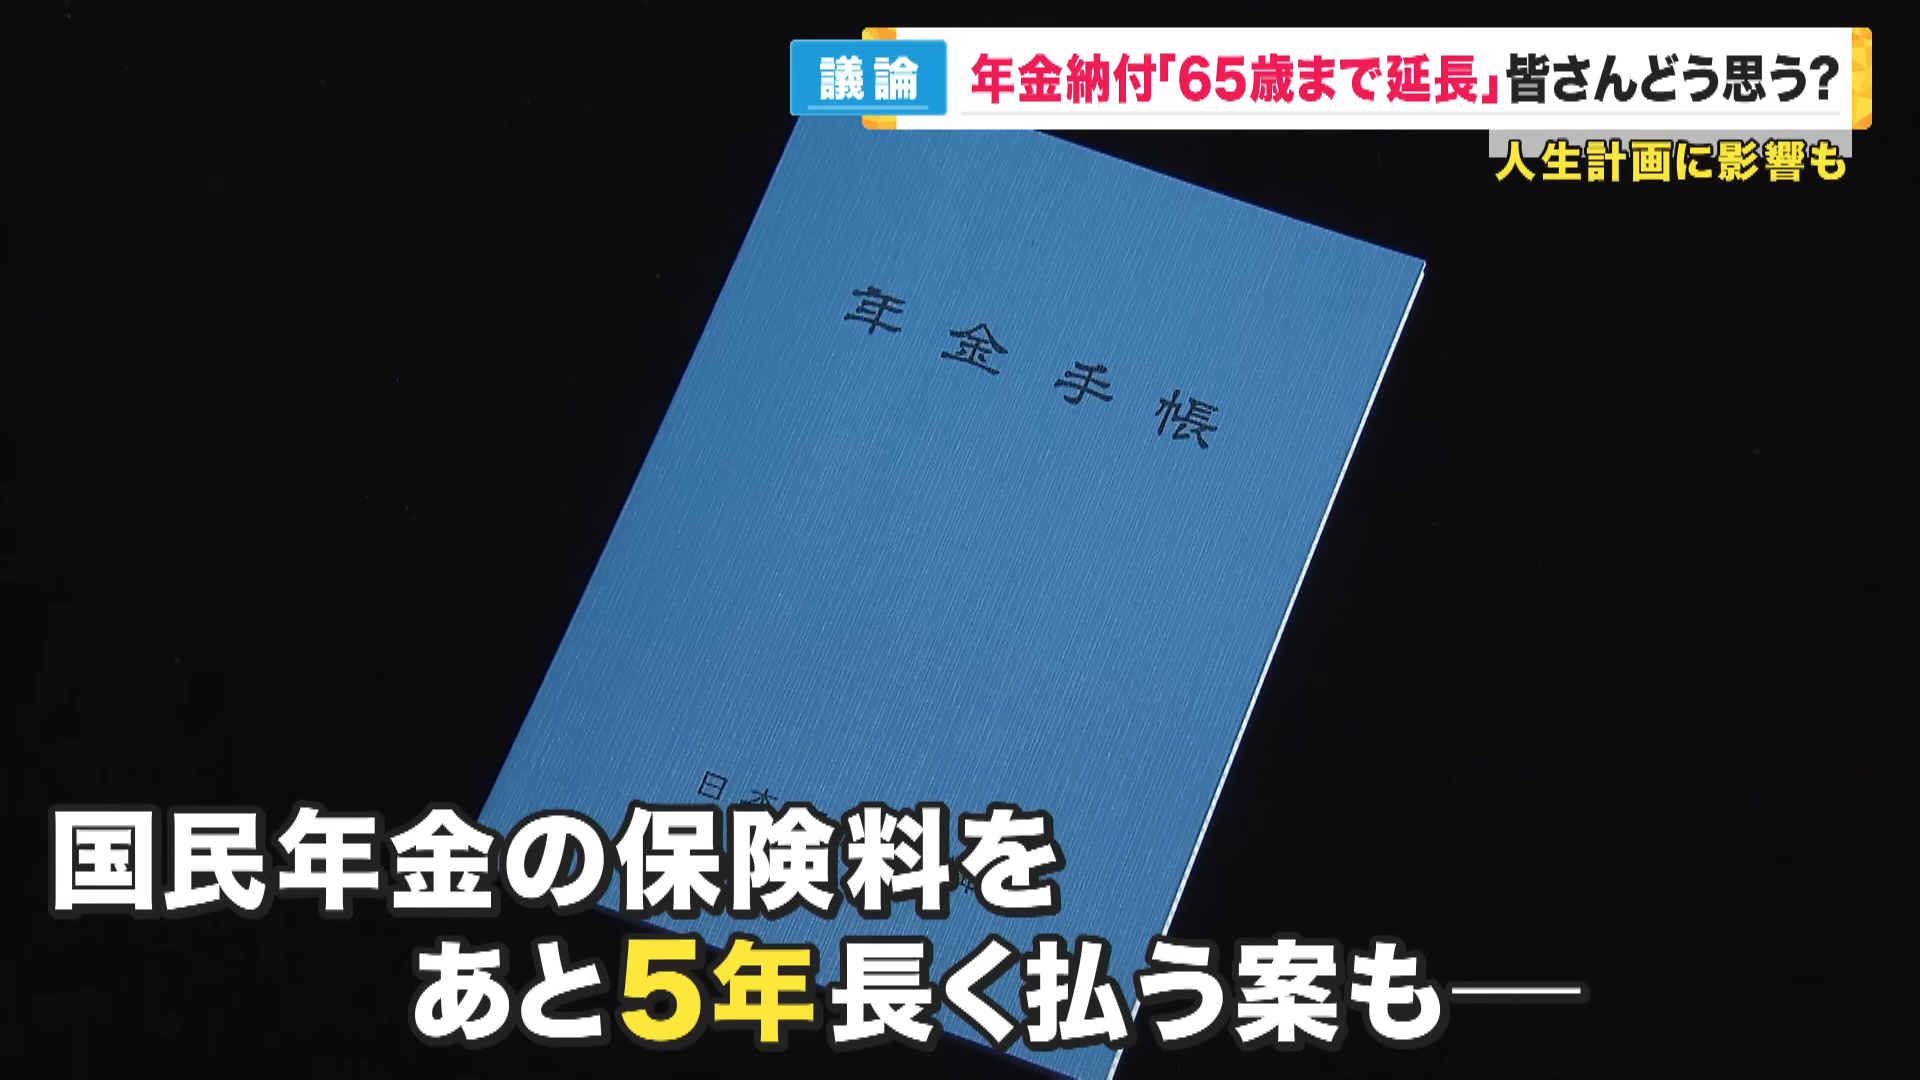 議論
年金納付「65歳まで延長」皆さんどう思う?
人生計画に影響も
年金手帳
日本
国民年金の保険料を
あと5年長く払う案も──